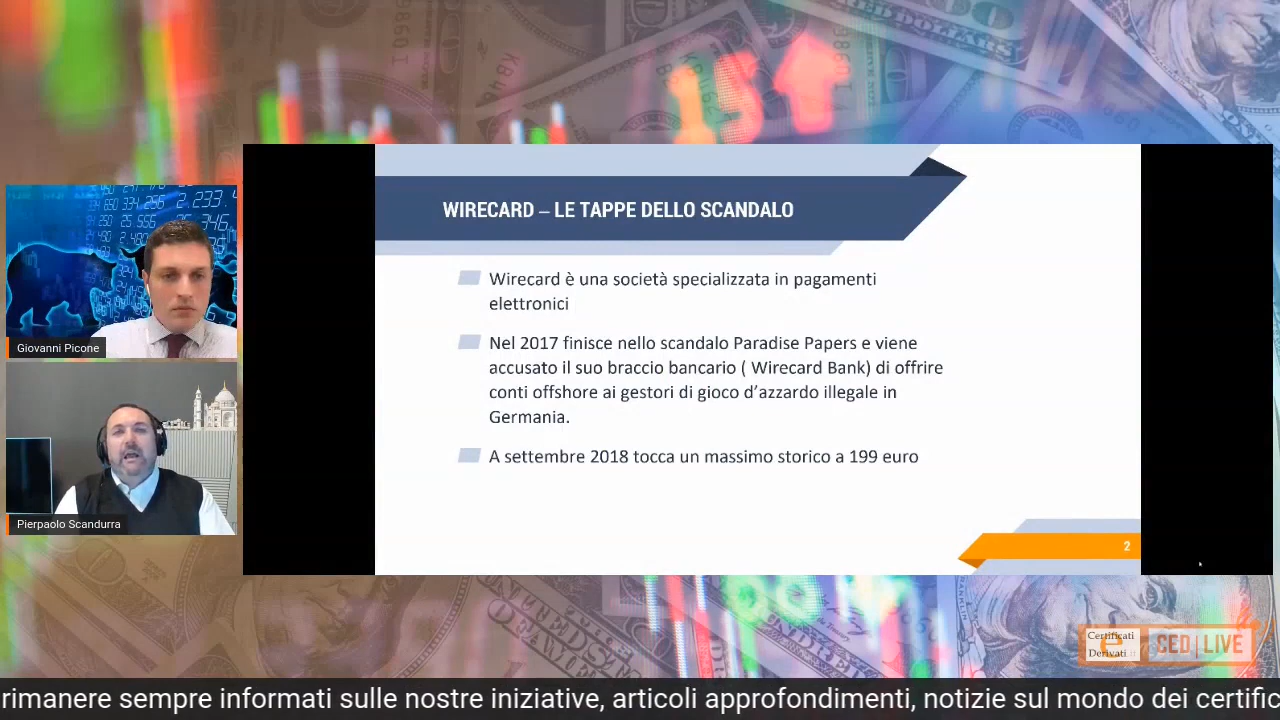 WIRECARD – LE TAPPE DELLO SCANDALO
Wirecard è una società specializzata in pagamenti
elettronici
Nel 2017 finisce nello scandalo Paradise Papers e viene
accusato il suo braccio bancario ( Wirecard Bank) di offrire
conti offshore ai gestori di gioco d'azzardo illegale in
Germania.
A settembre 2018 tocca un massimo storico a 199 euro
2
Giovanni Picone
Pierpaolo Scandurra
Certificati
e
Derivati
CED | LIVE
rimanere sempre informati sulle nostre iniziative, articoli approfondimenti, notizie sul mondo dei certific